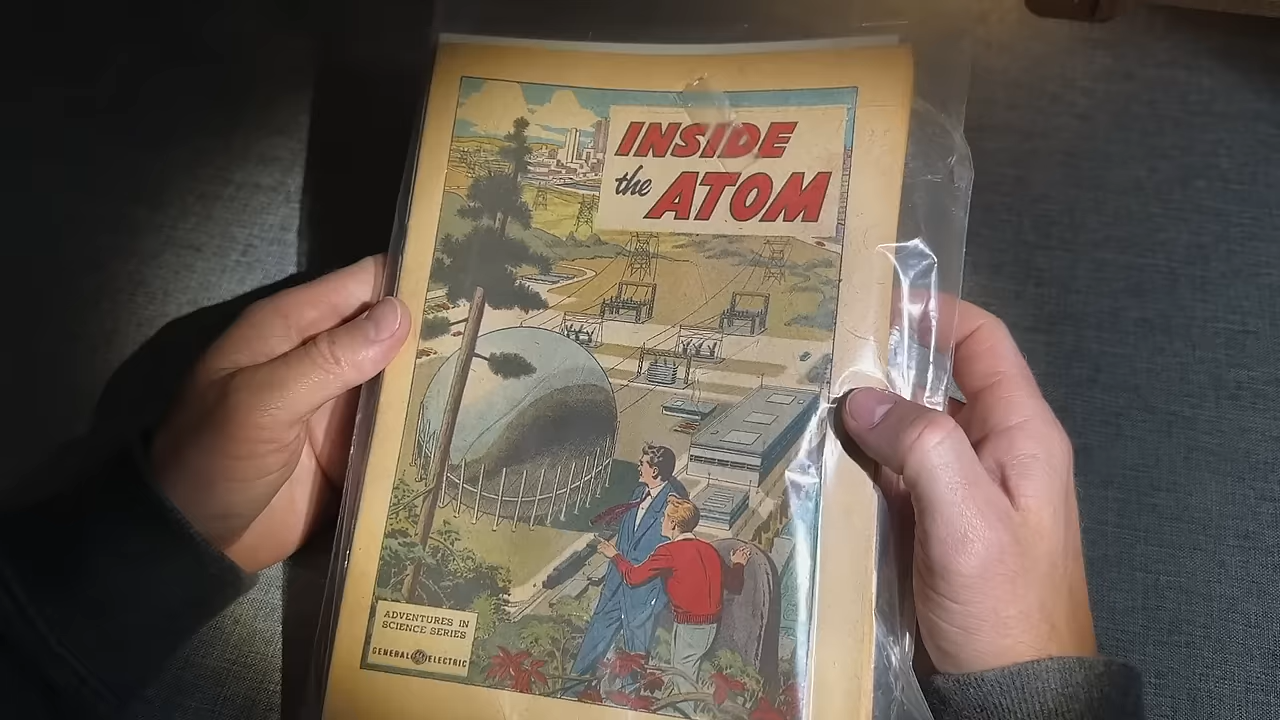 INSIDE
the ATOM
ADVENTURES IN
SCIENCE SERIES
GENERAL ELECTRIC